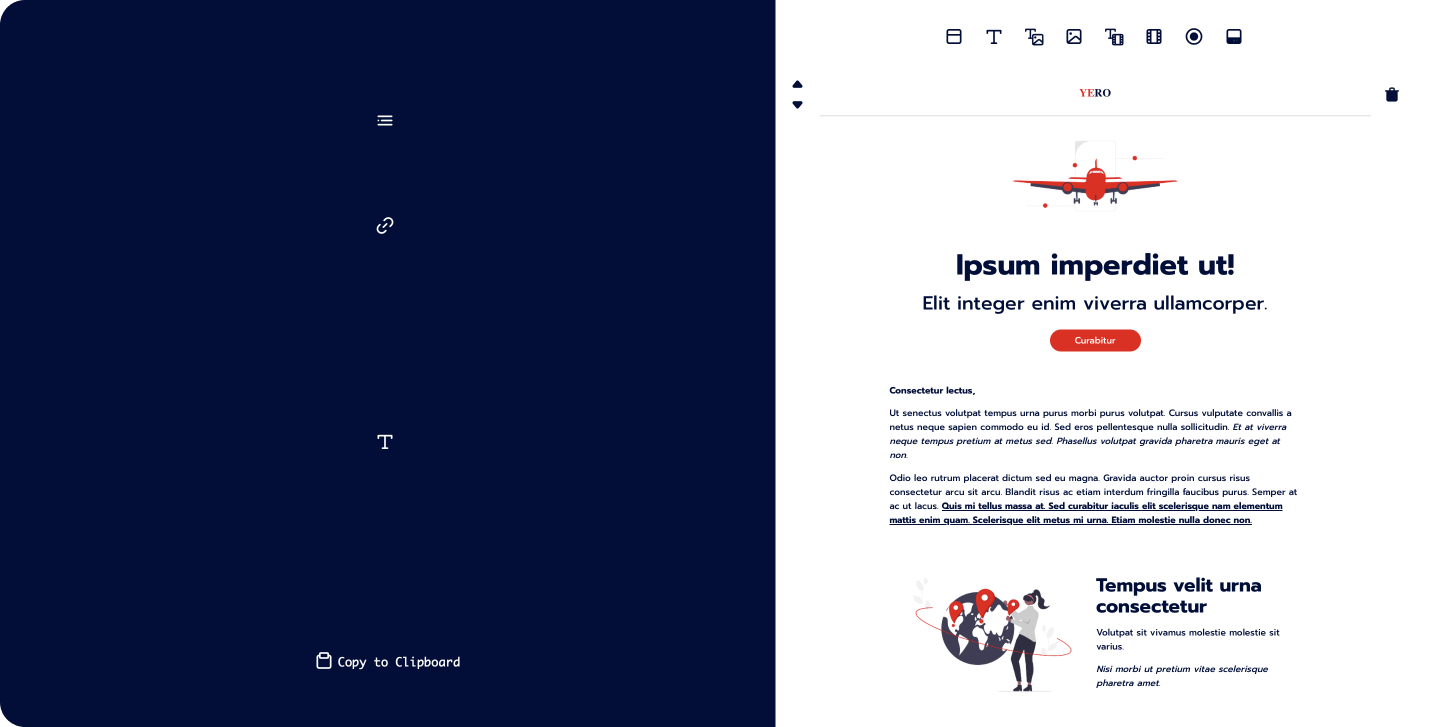 Copy to Clipboard
YERO
Ipsum imperdiet ut!
Elit integer enim viverra ullamcorper.
Curabitur
Consectetur lectus,
Ut senectus volutpat tempus urna purus morbi purus volutpat. Cursus vulputate convallis a
netus neque sapien commodo eu id. Sed eros pellentesque nulla sollicitudin. Et at viverra
neque tempus pretium at metus sed. Phasellus volutpat gravida pharetra mauris eget at
non.
Odio leo rutrum placerat dictum sed eu magna. Gravida auctor proin cursus risus
consectetur arcu sit arcu. Blandit risus ac etiam interdum fringilla faucibus purus. Semper at
ac ut lacus. Quis mi tellus massa at. Sed curabitur iaculis elit scelerisque nam elementum
mattis enim quam. Scelerisque elit metus mi urna. Etiam molestie nulla donec non.
Tempus velit urna
consectetur
Volutpat sit vivamus molestie molestie sit
varius.
Nisi morbi ut pretium vitae scelerisque
pharetra amet.